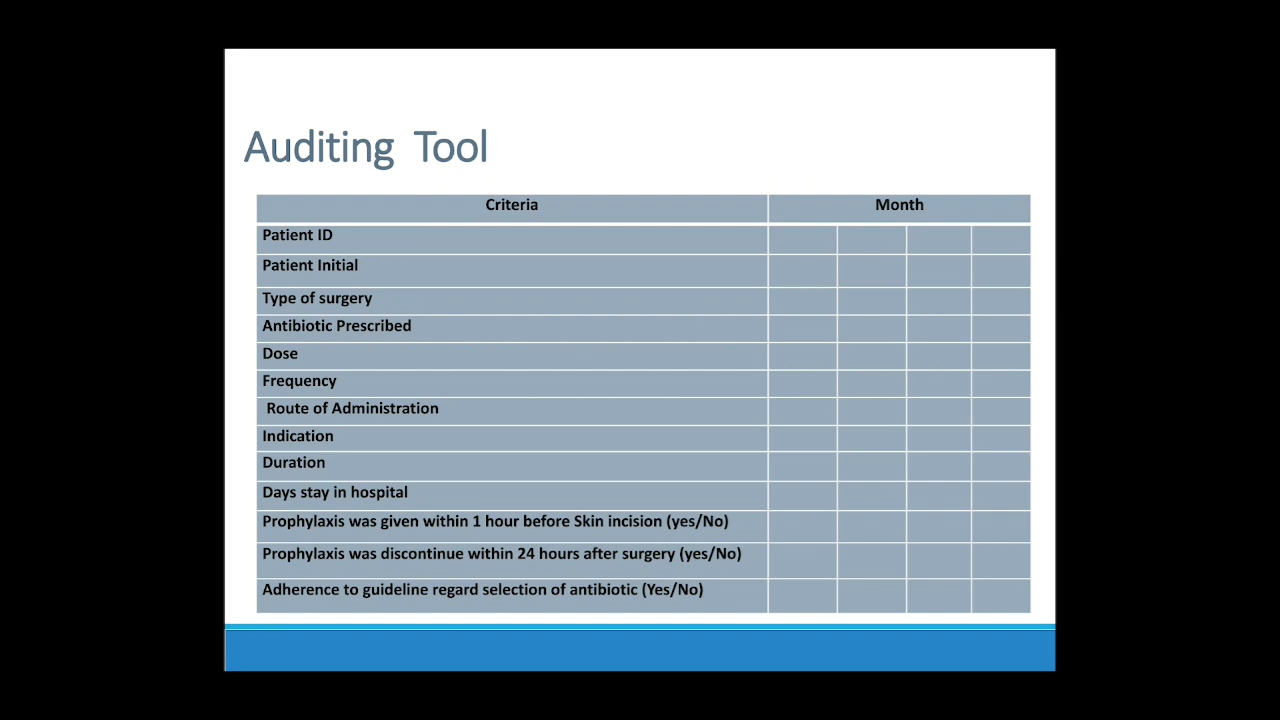 Auditing Tool
Criteria Month
Patient ID
Patient Initial
Type of surgery
Antibiotic Prescribed
Dose
Frequency
Route of Administration
Indication
Duration
Days stay in hospital
Prophylaxis was given within 1 hour before Skin incision (yes/No)
Prophylaxis was discontinue within 24 hours after surgery (yes/No)
Adherence to guideline regard selection of antibiotic (Yes/No)